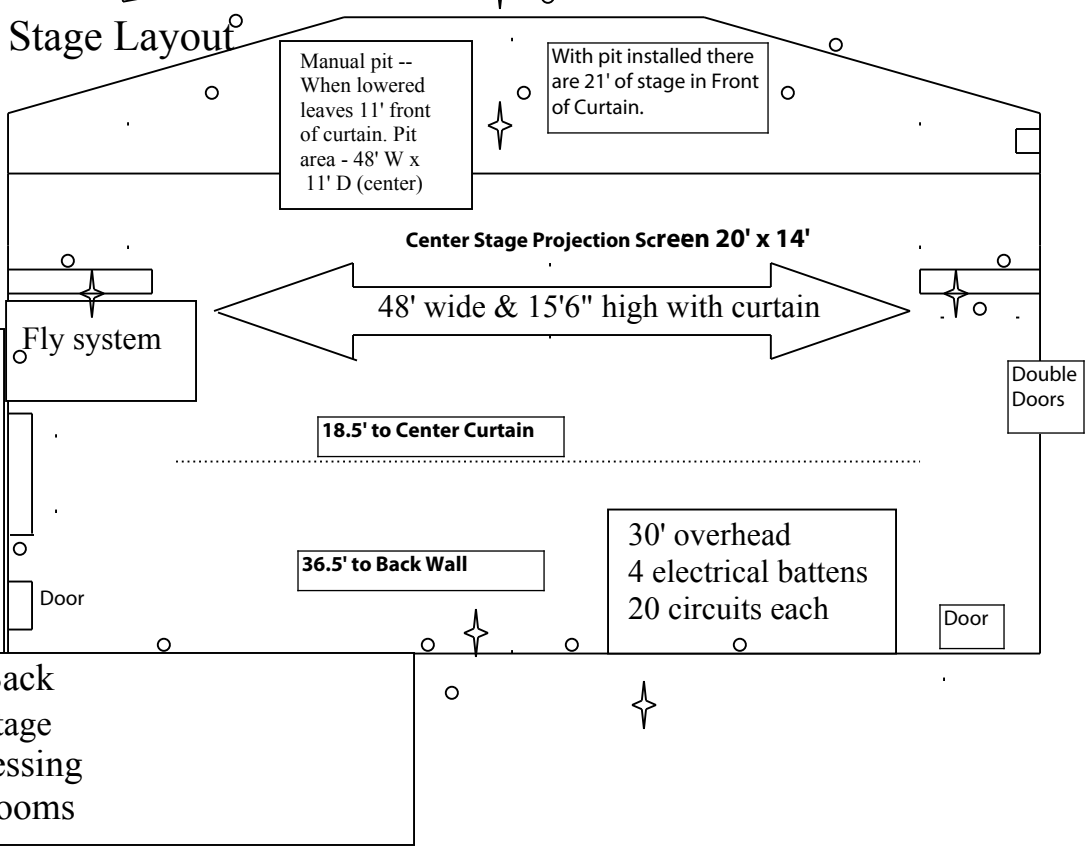 Stage Layout
Manual pit --
When lowered
leaves 11' front
of curtain. Pit
area - 48' W x
11' D (center)
With pit installed there
are 21' of stage in Front
of Curtain.
Center Stage Projection Screen 20' x 14'
48' wide & 15'6" high with curtain
Fly system
Double
Doors
18.5' to Center Curtain
36.5' to Back Wall
30' overhead
4 electrical battens
20 circuits each
Door
Door
ack
tage
essing
ooms